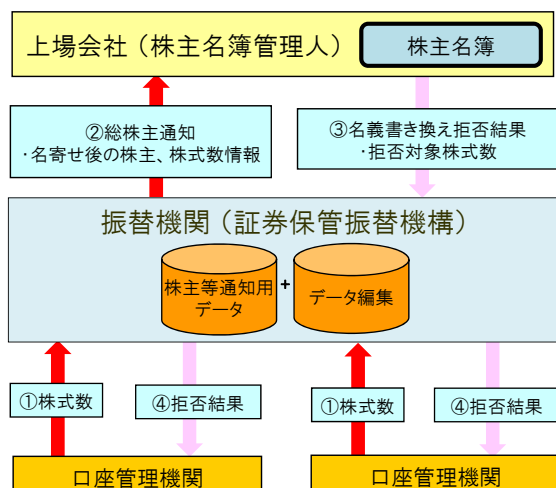 上場会社（株主名簿管理人）
株主名簿
②総株主通知
・名寄せ後の株主、株式数情報
③名義書き換え拒否結果
・拒否対象株式数
振替機関（証券保管振替機構）
株主等通知用
データ
+
データ編集
①株式数
④拒否結果
①株式数
④拒否結果
口座管理機関
口座管理機関